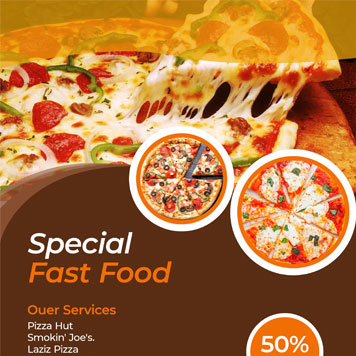 Special
Fast Food
Ouer Services
Pizza Hut
Smokin' Joe's.
Laziz Pizza
50%